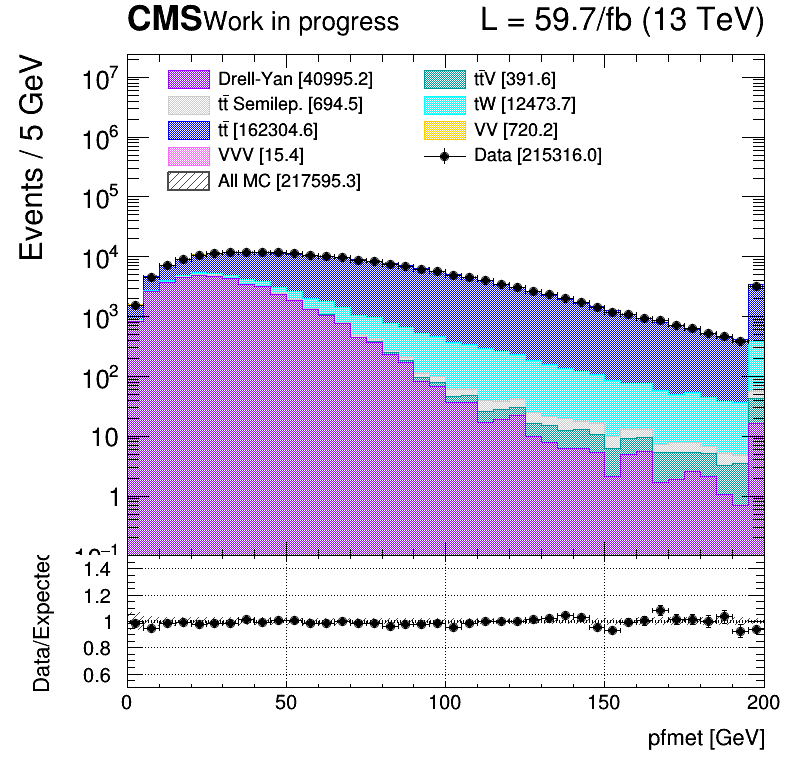 CMS Work in progress L = 59.7/fb (13 TeV)
Events / 5 GeV
10⁷
10⁶
10⁵
10⁴
10³
10²
10
1
10⁻¹
Drell-Yan [40995.2]
tt̄ Semilep. [694.5]
tt̄ [162304.6]
VVV [15.4]
All MC [217595.3]
tt̄V [391.6]
tW [12473.7]
VV [720.2]
Data [215316.0]
Data/Expected
1.4
1.2
1
0.8
0.6
0 50 100 150 200
pfmet [GeV]